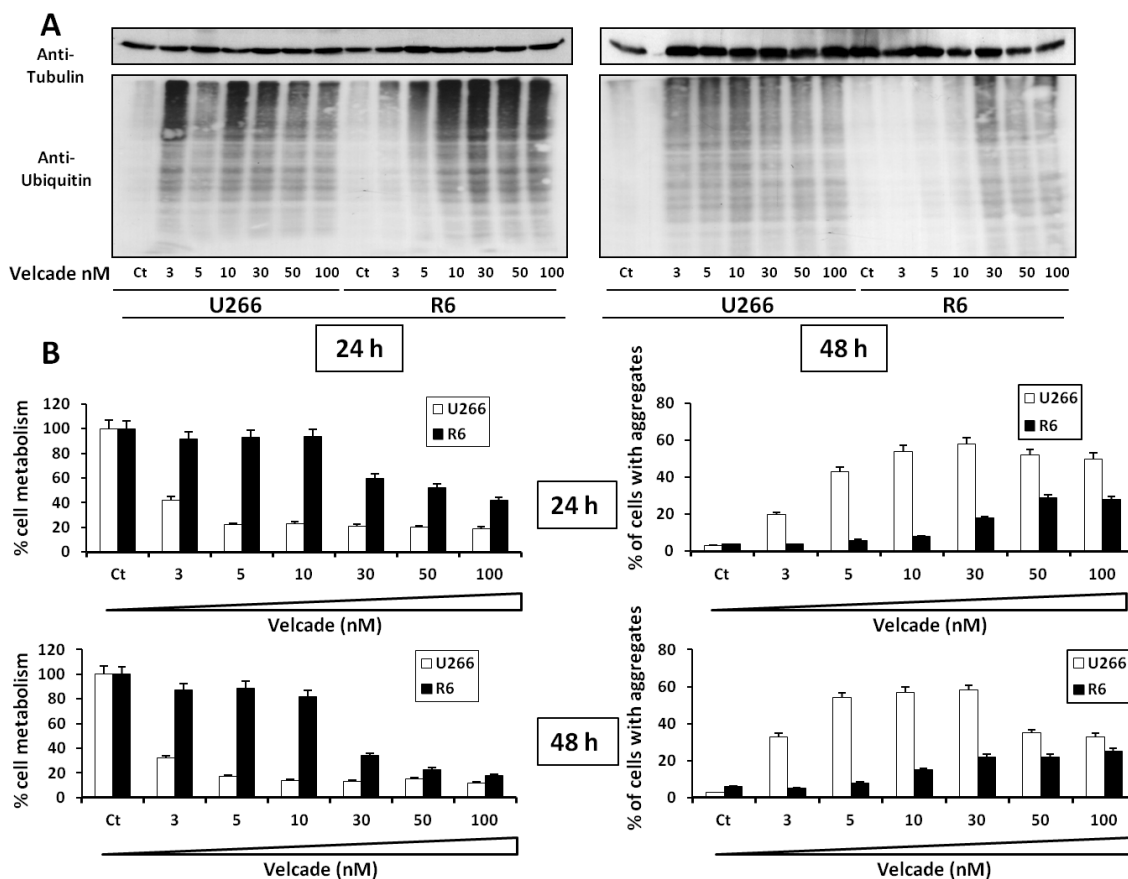 A
Anti-
Tubulin
Anti-
Ubiquitin
Velcade nM Ct 3 5 10 30 50 100 Ct 3 5 10 30 50 100 Ct 3 5 10 30 50 100 Ct 3 5 10 30 50 100
U266 R6 U266 R6
B 24 h 48 h
% cell metabolism
120
100
80
60
40
20
0
U266
R6
Ct 3 5 10 30 50 100
Velcade (nM)
24 h
% of cells with aggregates
80
60
40
20
0
U266
R6
Ct 3 5 10 30 50 100
Velcade (nM)
% cell metabolism
120
100
80
60
40
20
0
U266
R6
Ct 3 5 10 30 50 100
Velcade (nM)
48 h
% of cells with aggregates
80
60
40
20
0
U266
R6
Ct 3 5 10 30 50 100
Velcade (nM)